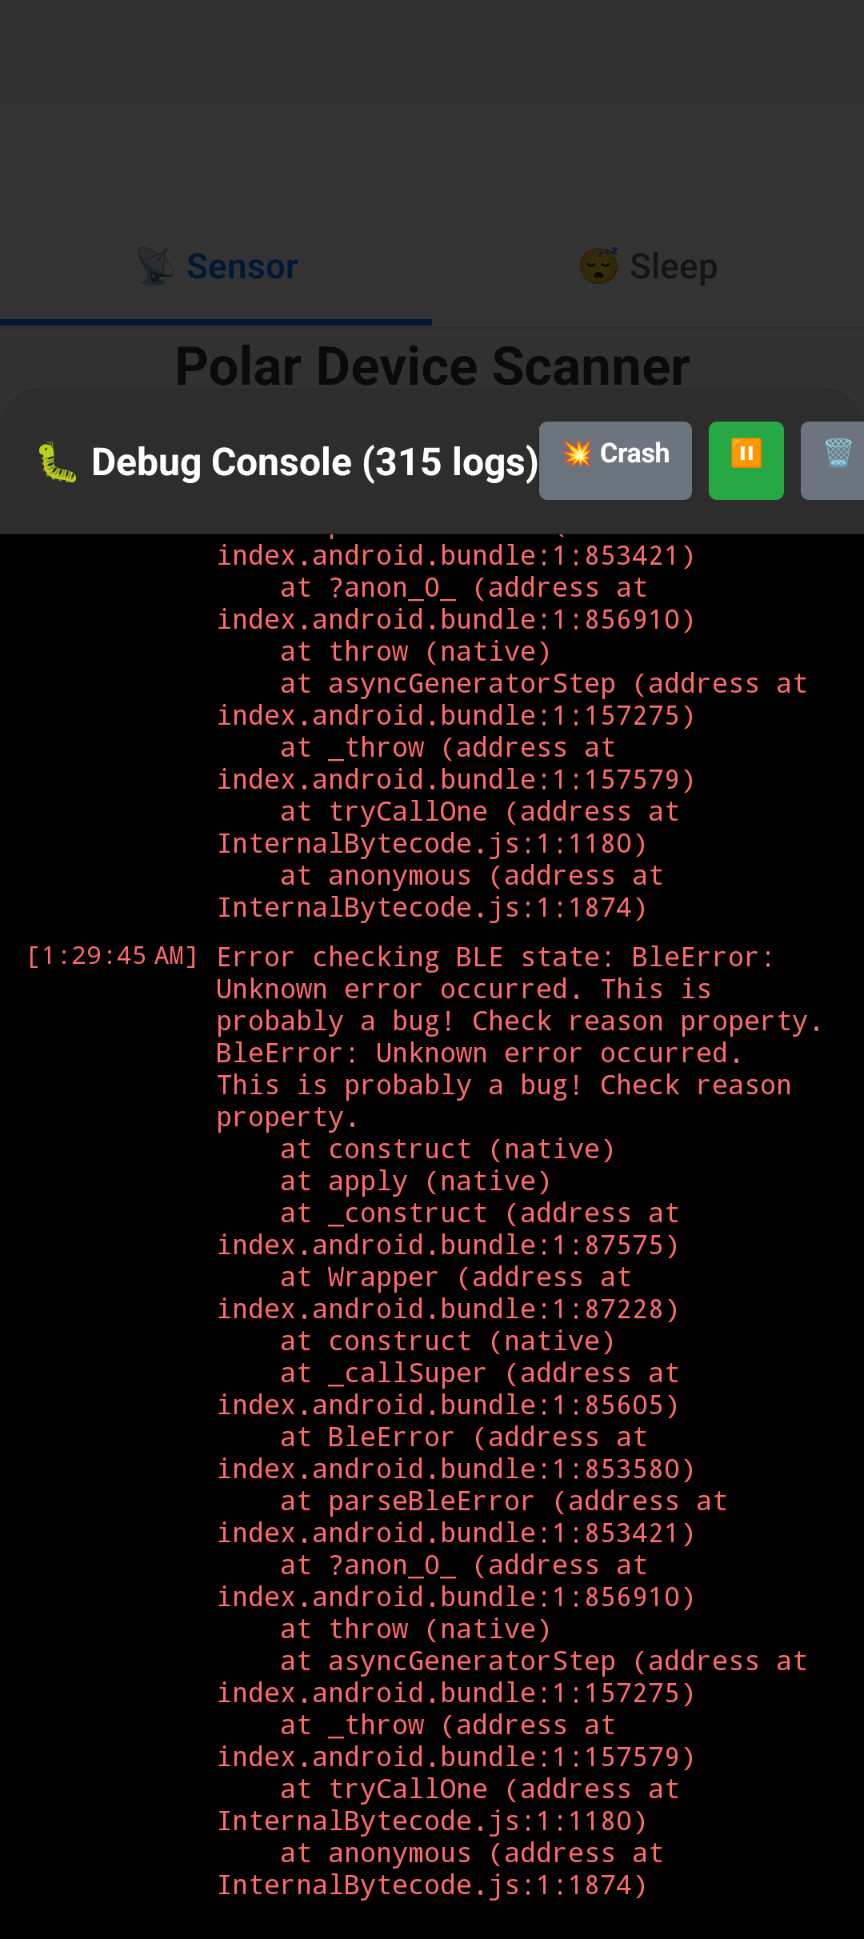 📡 Sensor
😴 Sleep
Polar Device Scanner
🐛 Debug Console (315 logs)
💥 Crash
index.android.bundle:1:853421)
    at ?anon_0_ (address at
index.android.bundle:1:856910)
    at throw (native)
    at asyncGeneratorStep (address at
index.android.bundle:1:157275)
    at _throw (address at
index.android.bundle:1:157579)
    at tryCallOne (address at
InternalBytecode.js:1:1180)
    at anonymous (address at
InternalBytecode.js:1:1874)
[1:29:45 AM] Error checking BLE state: BleError:
Unknown error occurred. This is
probably a bug! Check reason property.
BleError: Unknown error occurred.
This is probably a bug! Check reason
property.
    at construct (native)
    at apply (native)
    at _construct (address at
index.android.bundle:1:87575)
    at Wrapper (address at
index.android.bundle:1:87228)
    at construct (native)
    at _callSuper (address at
index.android.bundle:1:85605)
    at BleError (address at
index.android.bundle:1:853580)
    at parseBleError (address at
index.android.bundle:1:853421)
    at ?anon_0_ (address at
index.android.bundle:1:856910)
    at throw (native)
    at asyncGeneratorStep (address at
index.android.bundle:1:157275)
    at _throw (address at
index.android.bundle:1:157579)
    at tryCallOne (address at
InternalBytecode.js:1:1180)
    at anonymous (address at
InternalBytecode.js:1:1874)